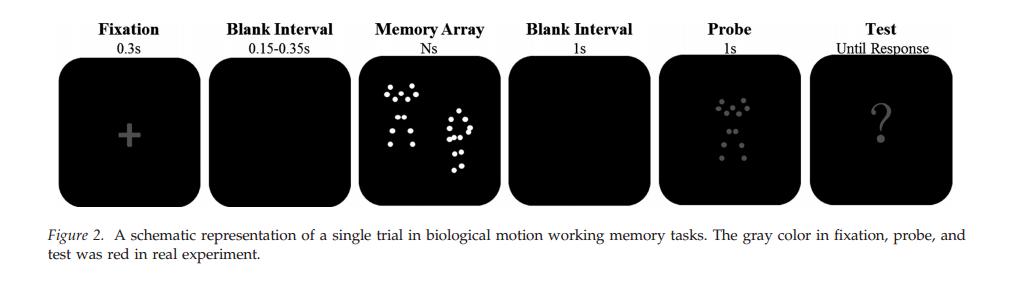 Fixation
0.3s
Blank Interval
0.15-0.35s
Memory Array
Ns
Blank Interval
1s
Probe
1s
Test
Until Response
?
Figure 2. A schematic representation of a single trial in biological motion working memory tasks. The gray color in fixation, probe, and
test was red in real experiment.